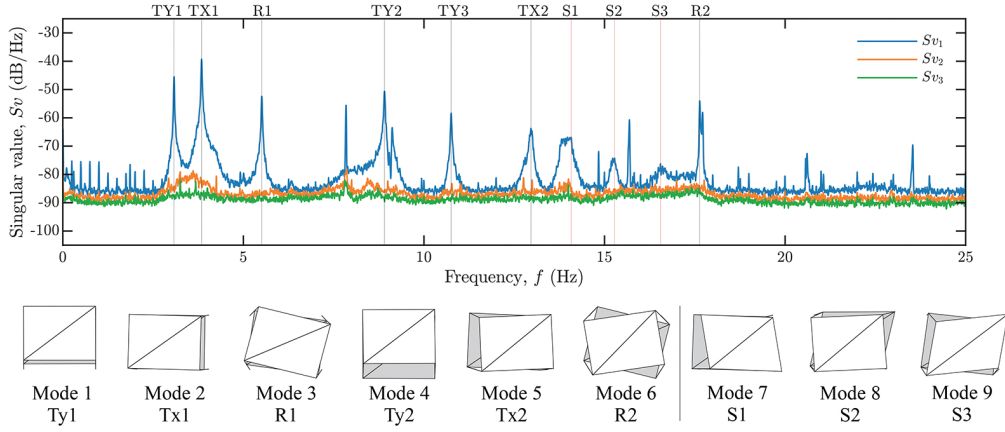 TY1 TX1 R1 TY2 TY3 TX2 S1 S2 S3 R2
-30
-40
-50
-60
-70
-80
-90
-100
Singular value, Sv (dB/Hz)
Sv₁
Sv₂
Sv₃
0 5 10 15 20 25
Frequency, f (Hz)
Mode 1 Mode 2 Mode 3 Mode 4 Mode 5 Mode 6 Mode 7 Mode 8 Mode 9
Ty1 Tx1 R1 Ty2 Tx2 R2 S1 S2 S3